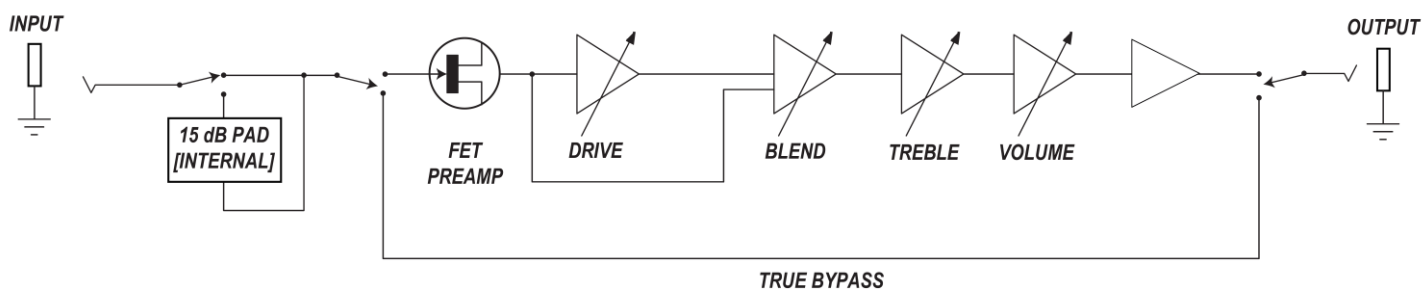 INPUT
OUTPUT
15 dB PAD
[INTERNAL]
FET
PREAMP
DRIVE
BLEND
TREBLE
VOLUME
TRUE BYPASS